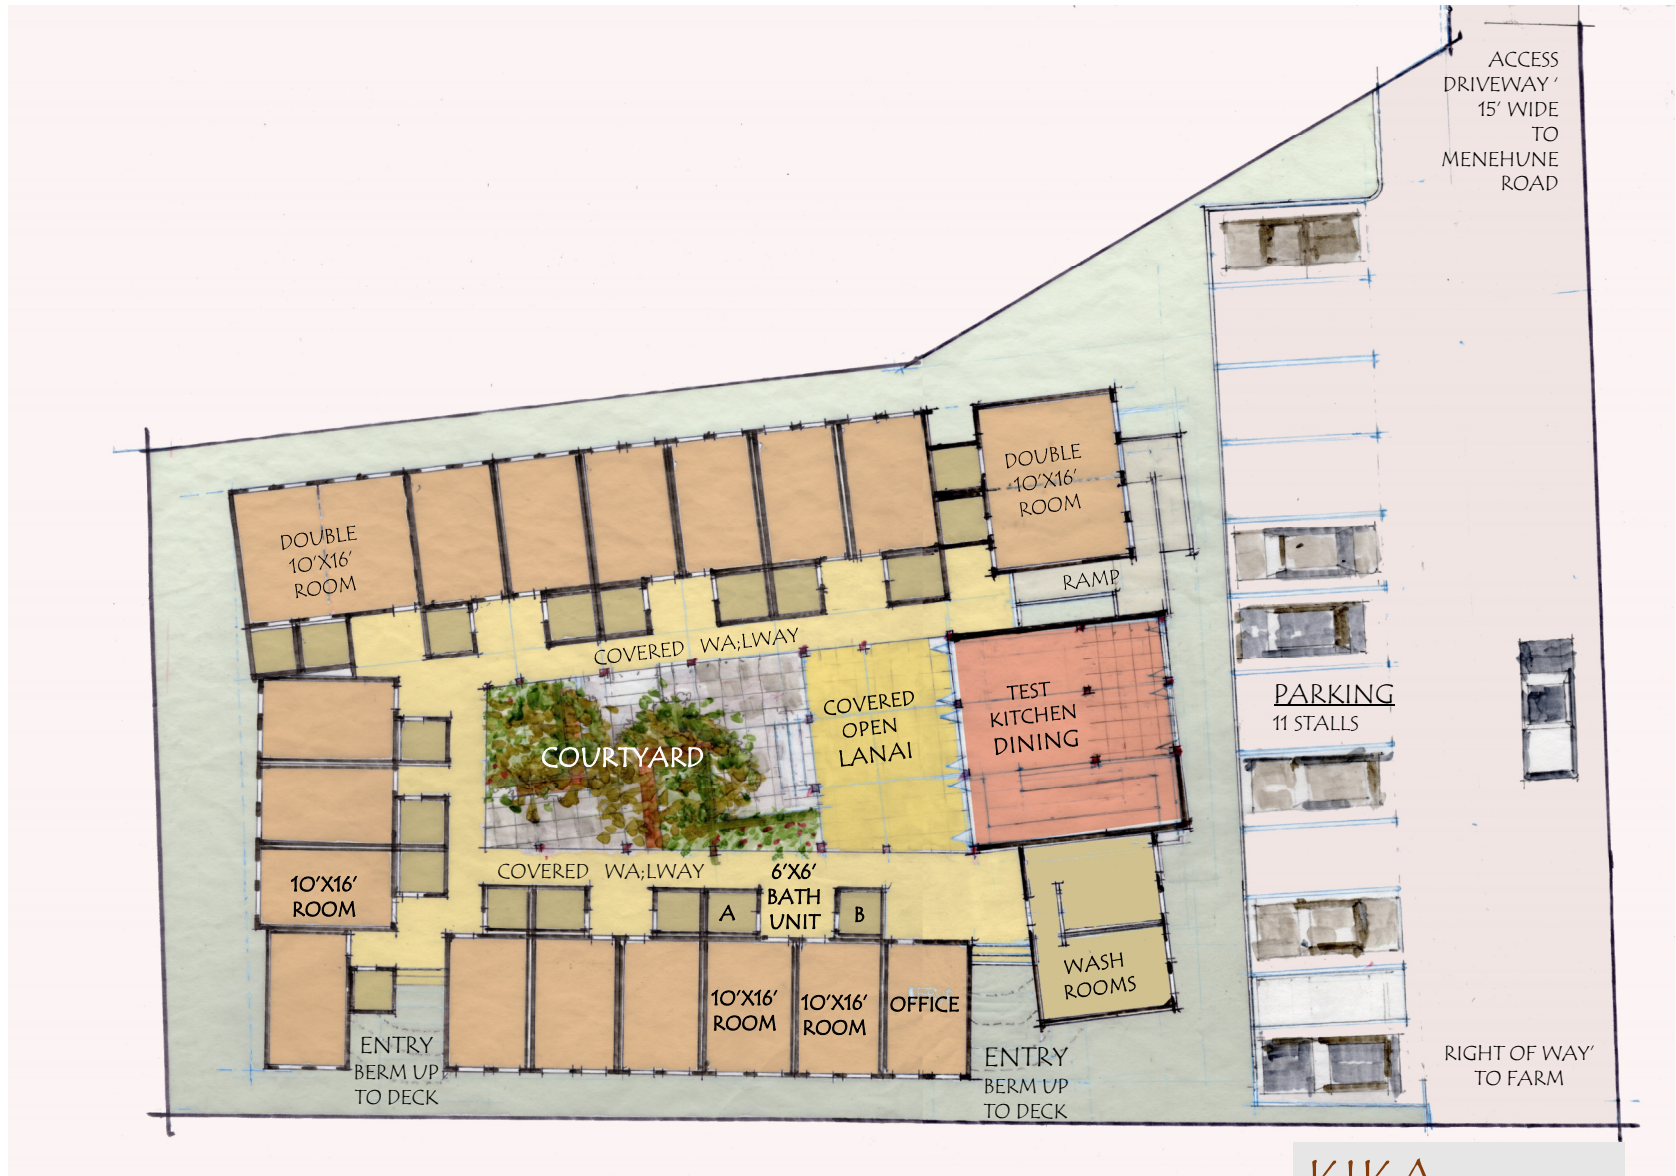 ACCESS
DRIVEWAY '
15' WIDE
TO
MENEHUNE
ROAD
DOUBLE
10'X16'
ROOM
DOUBLE
10'X16'
ROOM
RAMP
COVERED WA;LWAY
COVERED
OPEN
LANAI
TEST
KITCHEN
DINING
PARKING
11 STALLS
COURTYARD
COVERED WA;LWAY
6'X6'
BATH
UNIT
A
B
10'X16'
ROOM
WASH
ROOMS
10'X16'
ROOM
10'X16'
ROOM
OFFICE
ENTRY
BERM UP
TO DECK
ENTRY
BERM UP
TO DECK
RIGHT OF WAY'
TO FARM